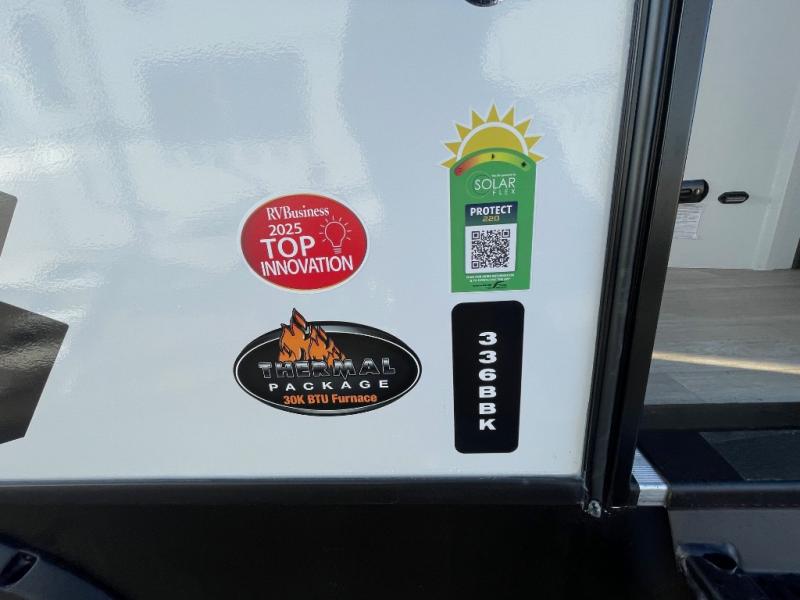 RVBusiness
2025
TOP
INNOVATION
SOLAR
FLEX
PROTECT
220
THERMAL
PACKAGE
30K BTU Furnace
336BBK